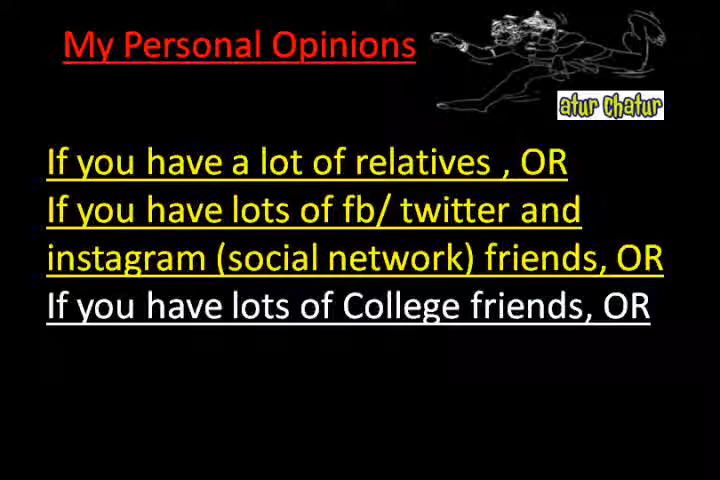 My Personal Opinions
atur chatur
If you have a lot of relatives , OR
If you have lots of fb/ twitter and
instagram (social network) friends, OR
If you have lots of College friends, OR